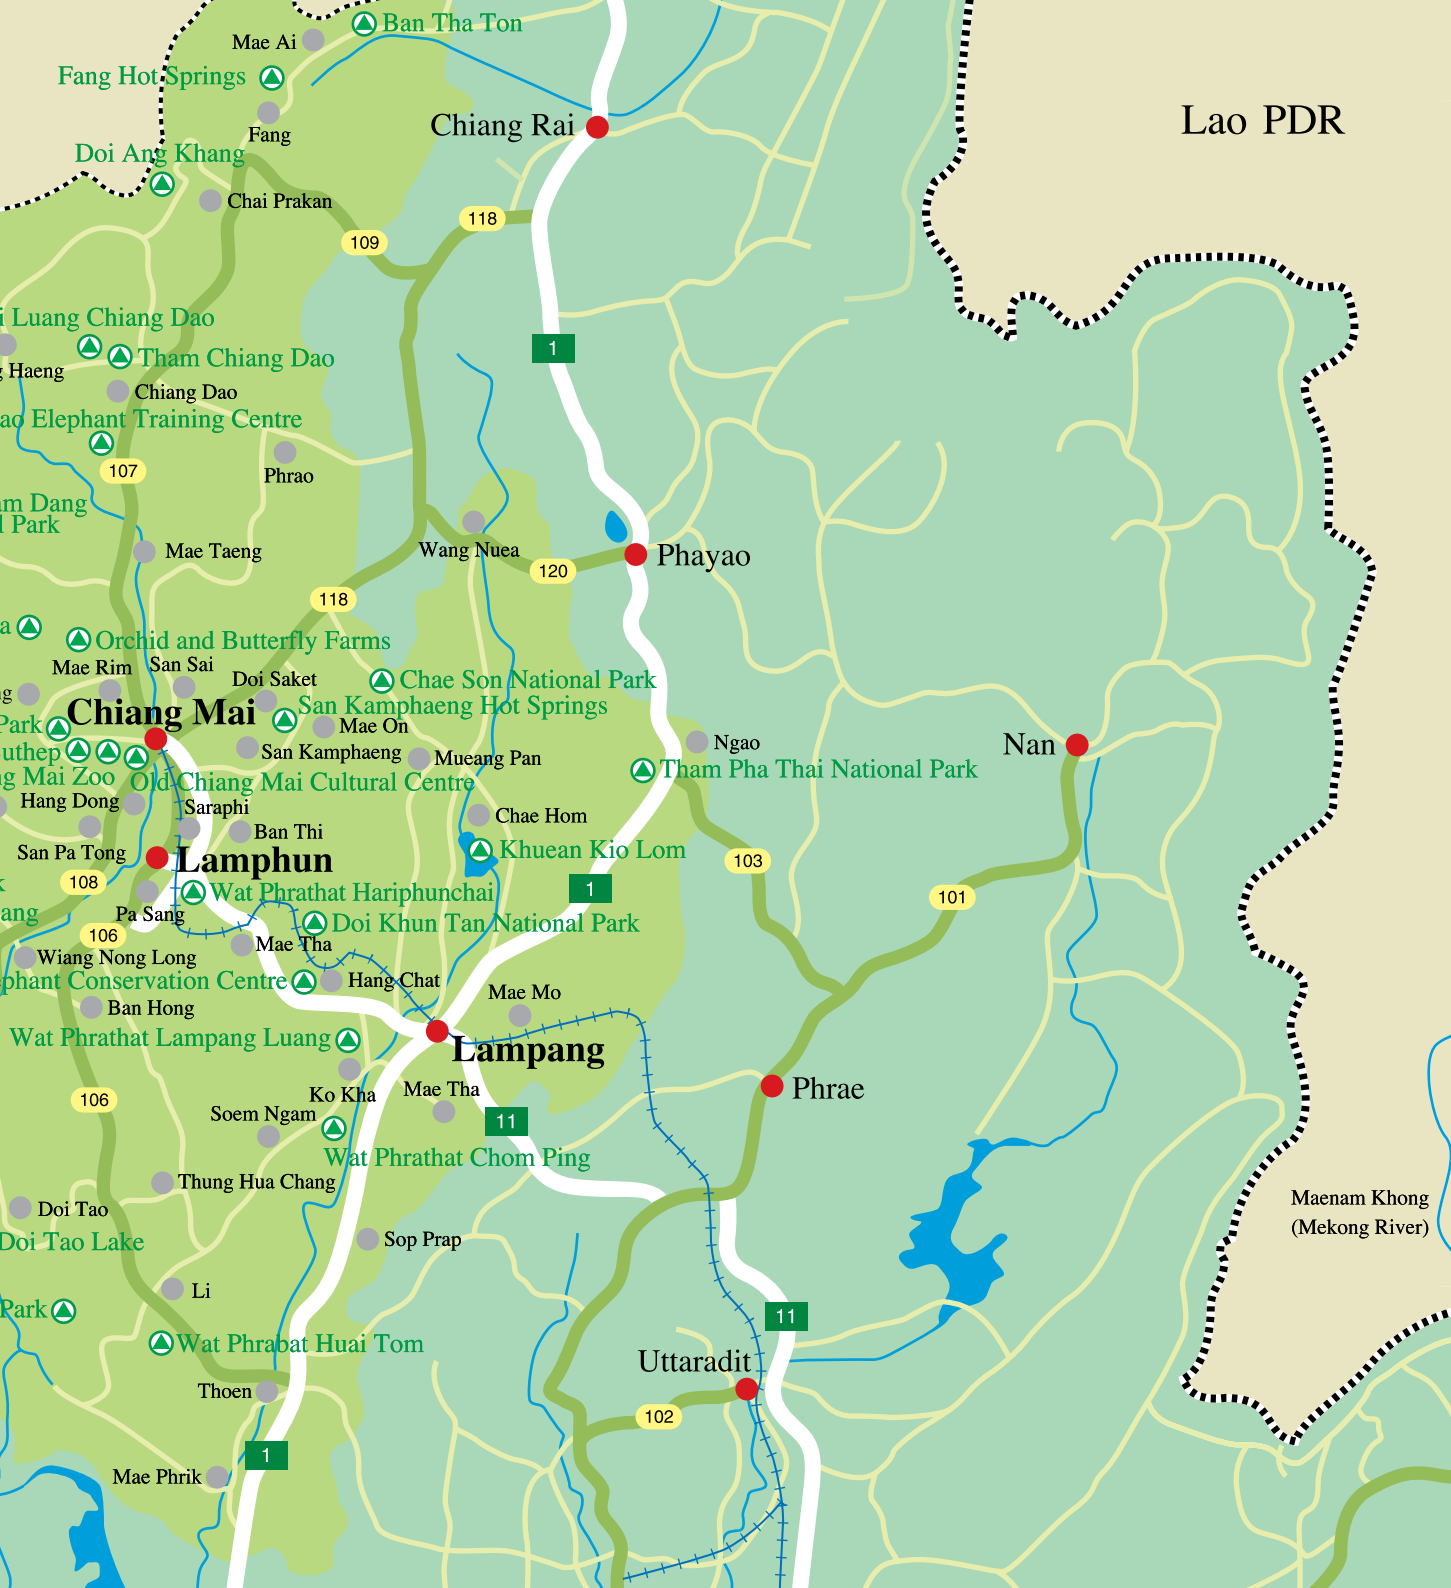 Ban Tha Ton
Mae Ai
Fang Hot Springs
Fang
Chiang Rai
Lao PDR
Doi Ang Khang
Chai Prakan
118
109
i Luang Chiang Dao
1
Tham Chiang Dao
Haeng
Chiang Dao
ao Elephant Training Centre
107
Phrao
am Dang
l Park
Mae Taeng
Wang Nuea
120
Phayao
118
a
Orchid and Butterfly Farms
Mae Rim
San Sai
Doi Saket
Chae Son National Park
ng
San Kamphaeng Hot Springs
Chiang Mai
Park
Mae On
Ngao
Nan
uthep
San Kamphaeng
Mueang Pan
Tham Pha Thai National Park
ng Mai Zoo
Old Chiang Mai Cultural Centre
Hang Dong
Saraphi
Chae Hom
Ban Thi
San Pa Tong
Lamphun
Khuean Kio Lom
103
108
k
Wat Phrathat Hariphunchai
1
101
ang
Pa Sang
Doi Khun Tan National Park
106
Mae Tha
Wiang Nong Long
ephant Conservation Centre
Hang Chat
Mae Mo
Ban Hong
Wat Phrathat Lampang Luang
Lampang
Ko Kha
Mae Tha
Phrae
106
Soem Ngam
11
Wat Phrathat Chom Ping
Thung Hua Chang
Doi Tao
Maenam Khong
(Mekong River)
Doi Tao Lake
Sop Prap
Li
Park
11
Wat Phrabat Huai Tom
Uttaradit
Thoen
102
1
Mae Phrik